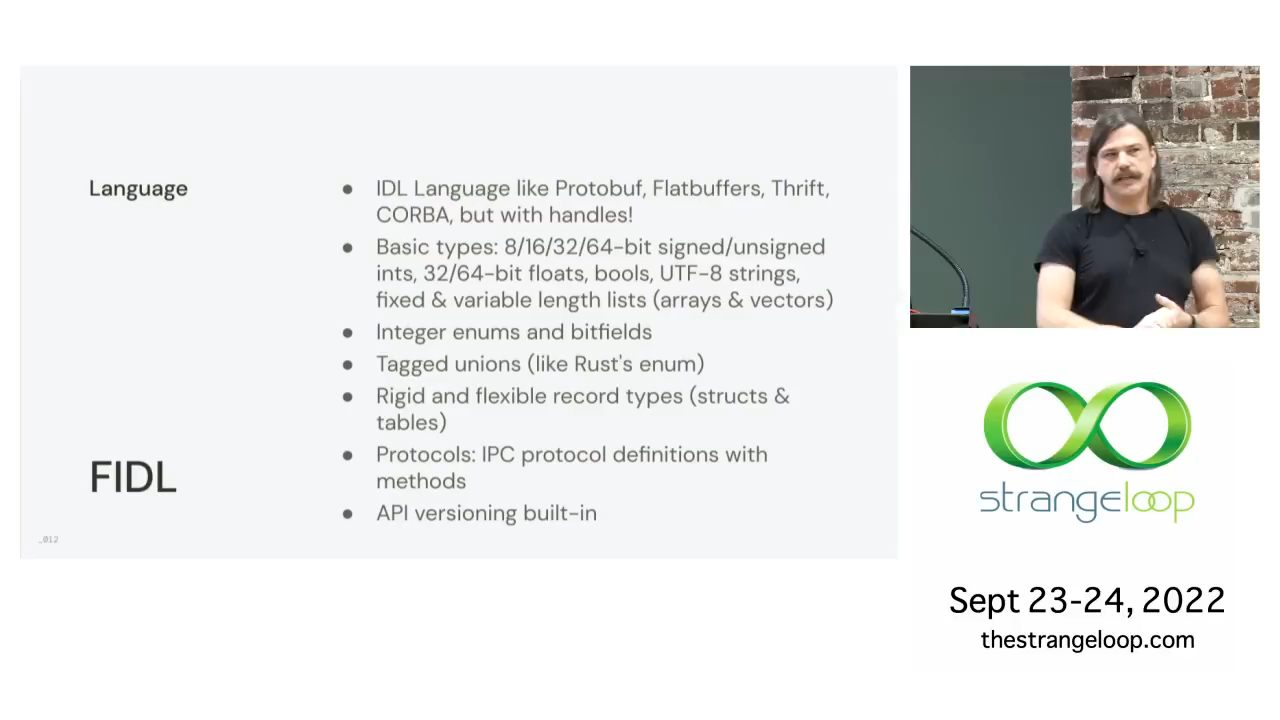 Language
● IDL Language like Protobuf, Flatbuffers, Thrift,
CORBA, but with handles!
● Basic types: 8/16/32/64-bit signed/unsigned
ints, 32/64-bit floats, bools, UTF-8 strings,
fixed & variable length lists (arrays & vectors)
● Integer enums and bitfields
● Tagged unions (like Rust's enum)
● Rigid and flexible record types (structs &
tables)
● Protocols: IPC protocol definitions with
methods
● API versioning built-in
FIDL
_012
strangeloop
Sept 23-24, 2022
thestrangeloop.com